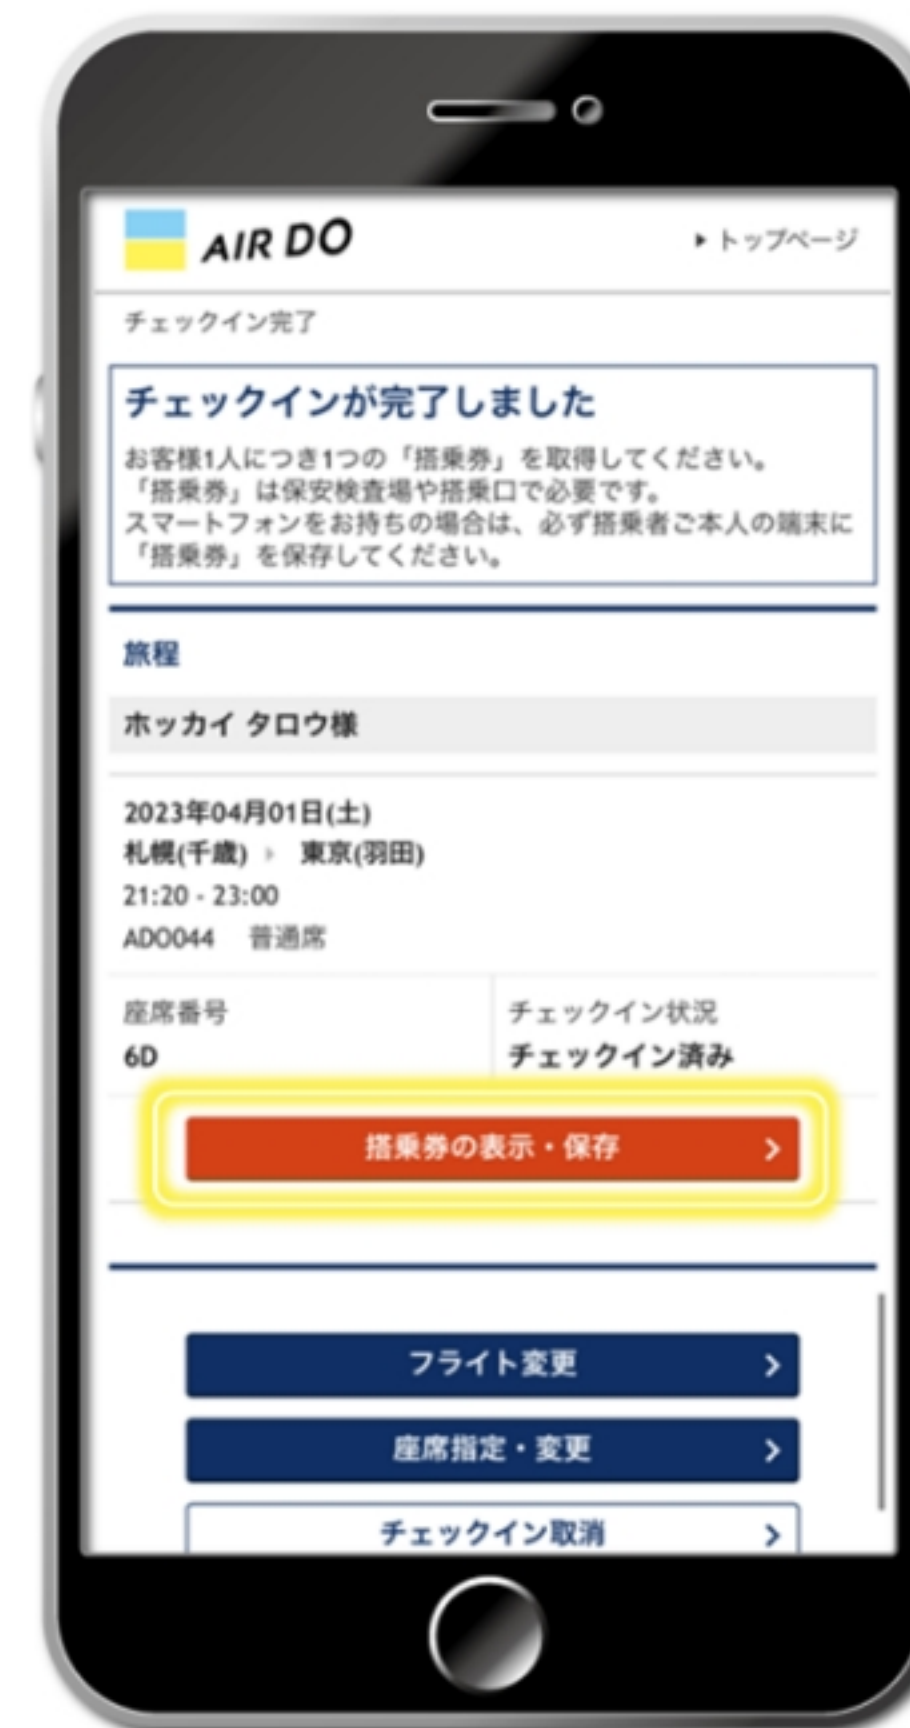 AIR DO
トップページ
チェックイン完了
チェックインが完了しました
お客様1人につき1つの「搭乗券」を取得してください。
「搭乗券」は保安検査場や搭乗口で必要です。
スマートフォンをお持ちの場合は、必ず搭乗者ご本人の端末に
「搭乗券」を保存してください。
旅程
ホッカイ タロウ様
2023年04月01日(土)
札幌(千歳) 東京(羽田)
21:20 - 23:00
ADO044 普通席
座席番号
6D
チェックイン状況
チェックイン済み
搭乗券の表示・保存
フライト変更
座席指定・変更
チェックイン取消